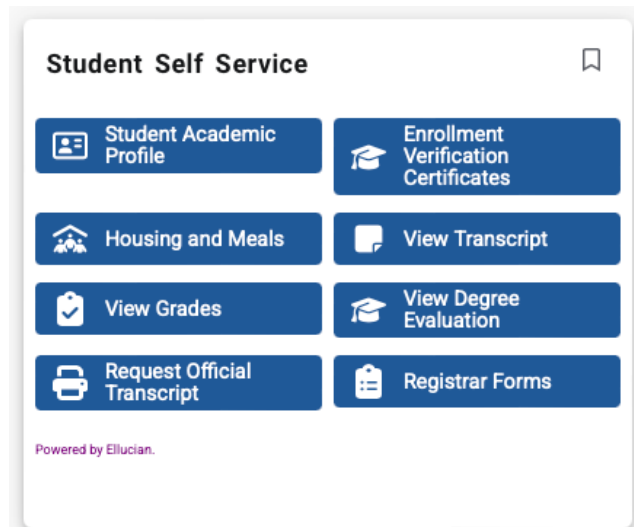 Student Self Service
Student Academic
Profile
Enrollment
Verification
Certificates
Housing and Meals
View Transcript
View Grades
View Degree
Evaluation
Request Official
Transcript
Registrar Forms
Powered by Ellucian.